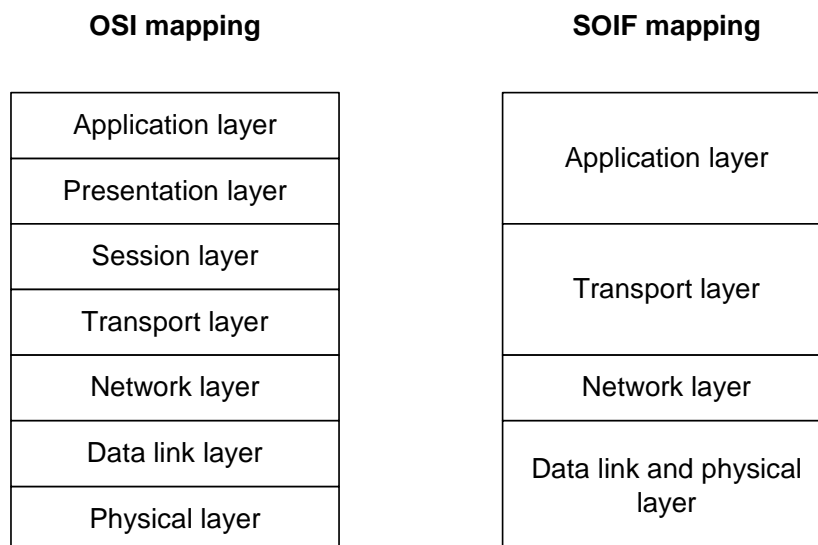 OSI mapping
SOIF mapping
Application layer
Presentation layer
Session layer
Transport layer
Network layer
Data link layer
Physical layer
Application layer
Transport layer
Network layer
Data link and physical
layer